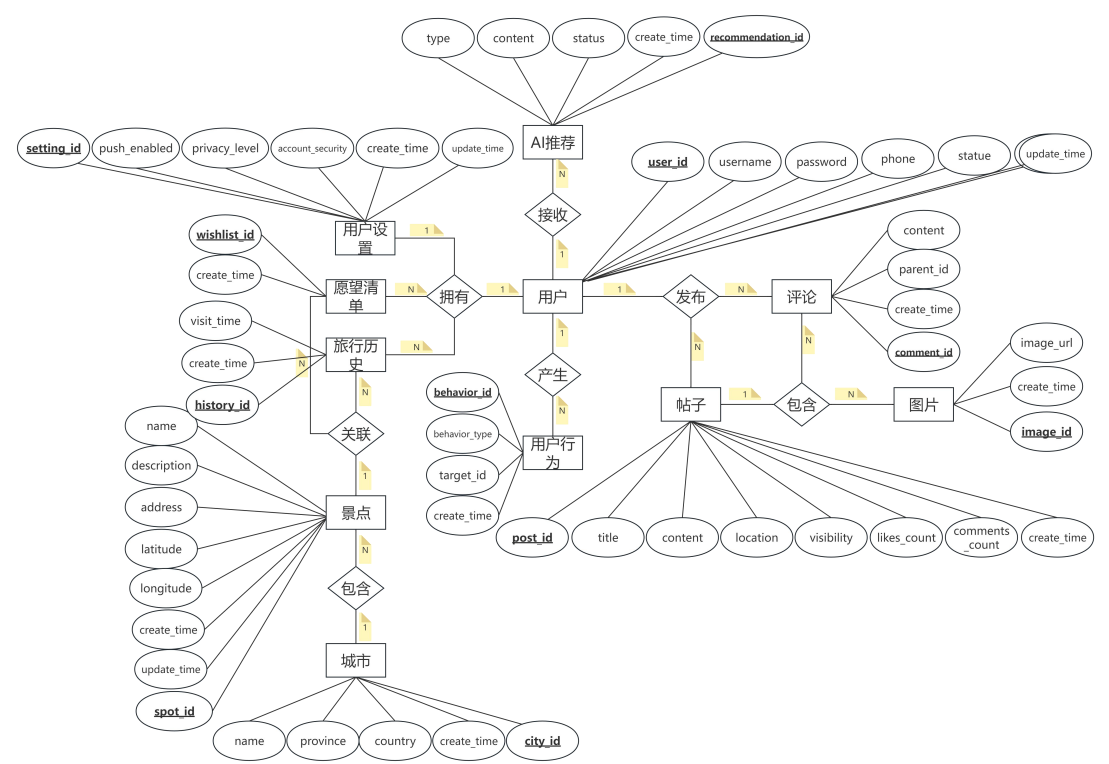 type
content
status
create_time
recommendation_id
AI推荐
N
接收
1
setting_id
push_enabled
privacy_level
account_security
create_time
update_time
用户设
置
1
user_id
username
password
phone
statue
update_time
wishlist_id
create_time
愿望清
单
N
拥有
1
用户
1
发布
N
评论
content
parent_id
create_time
comment_id
visit_time
create_time
history_id
旅行历
史
N
N
N
关联
1
1
产生
N
用户行
为
behavior_id
behavior_type
target_id
create_time
N
N
帖子
1
包含
N
图片
image_url
create_time
image_id
post_id
title
content
location
visibility
likes_count
comments
_count
create_time
name
description
address
latitude
longitude
create_time
update_time
spot_id
景点
N
包含
1
城市
name
province
country
create_time
city_id